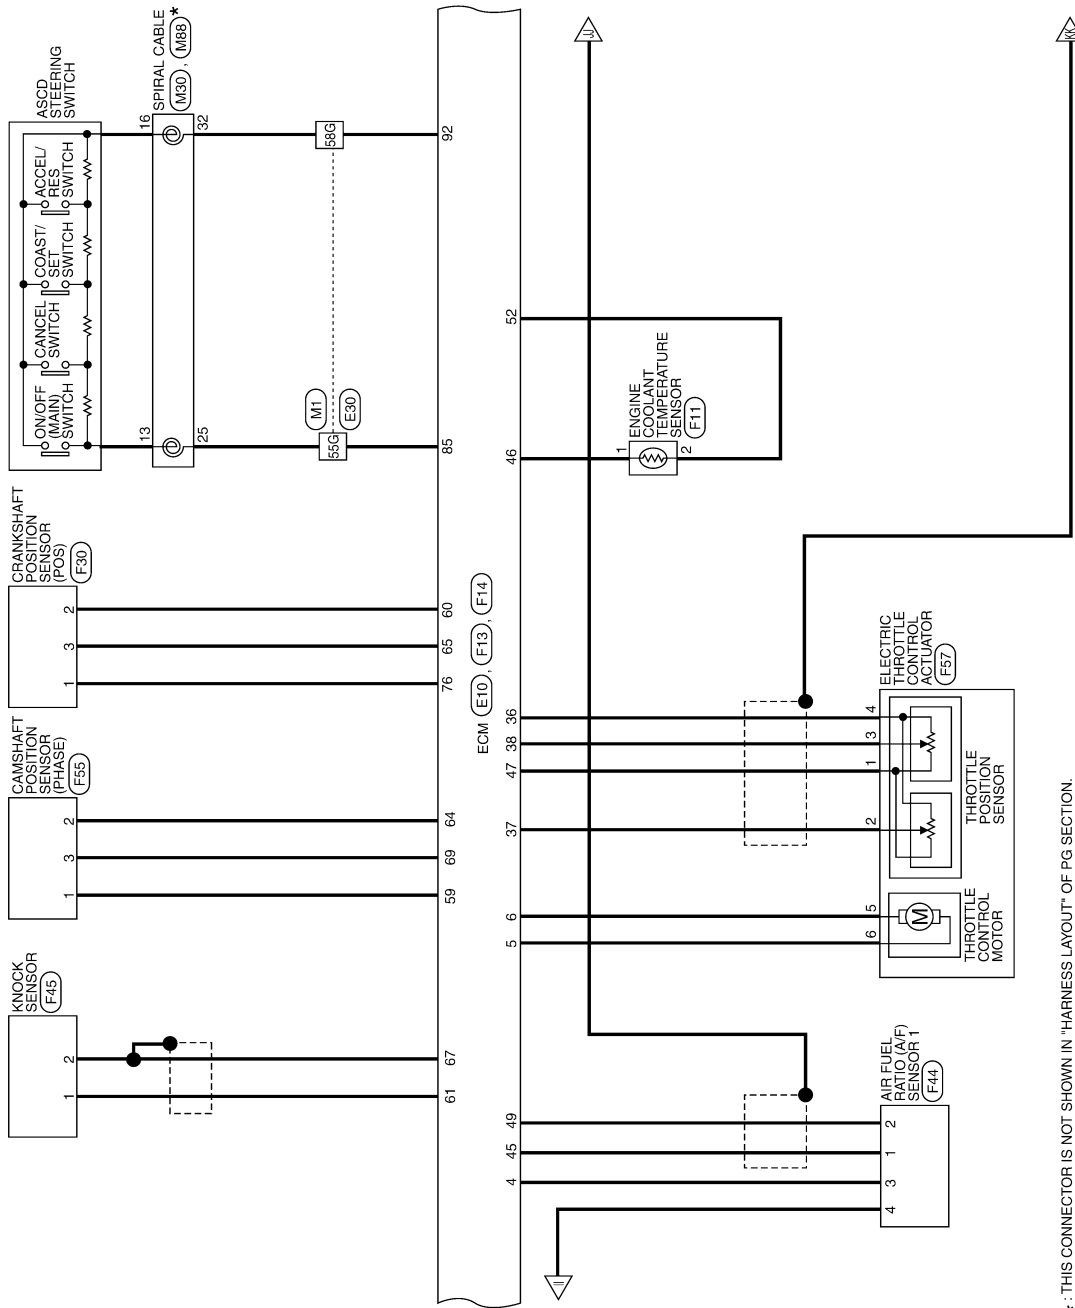 KNOCK
SENSOR
F45
1
2
61
67
CAMSHAFT
POSITION
SENSOR
(PHASE)
F55
1
3
2
59
69
64
CRANKSHAFT
POSITION
SENSOR
(POS)
F30
1
3
2
76
65
60
ASCD
STEERING
SWITCH
ON/OFF
(MAIN)
SWITCH
CANCEL
SWITCH
COAST/
SET
SWITCH
ACCEL/
RES
SWITCH
SPIRAL CABLE
M30 , M88 *
13
16
25
32
55G
58G
M1
E30
85
92
ECM E10 , F13 , F14
4
45
49
5
6
37
47
38
36
46
52
II
JJ
KK
4
3
1
2
AIR FUEL
RATIO (A/F)
SENSOR 1
F44
6
5
2
1
3
4
ELECTRIC
THROTTLE
CONTROL
ACTUATOR
F57
M
THROTTLE
CONTROL
MOTOR
THROTTLE
POSITION
SENSOR
1
2
ENGINE
COOLANT
TEMPERATURE
SENSOR
F11
* : THIS CONNECTOR IS NOT SHOWN IN "HARNESS LAYOUT" OF PG SECTION.